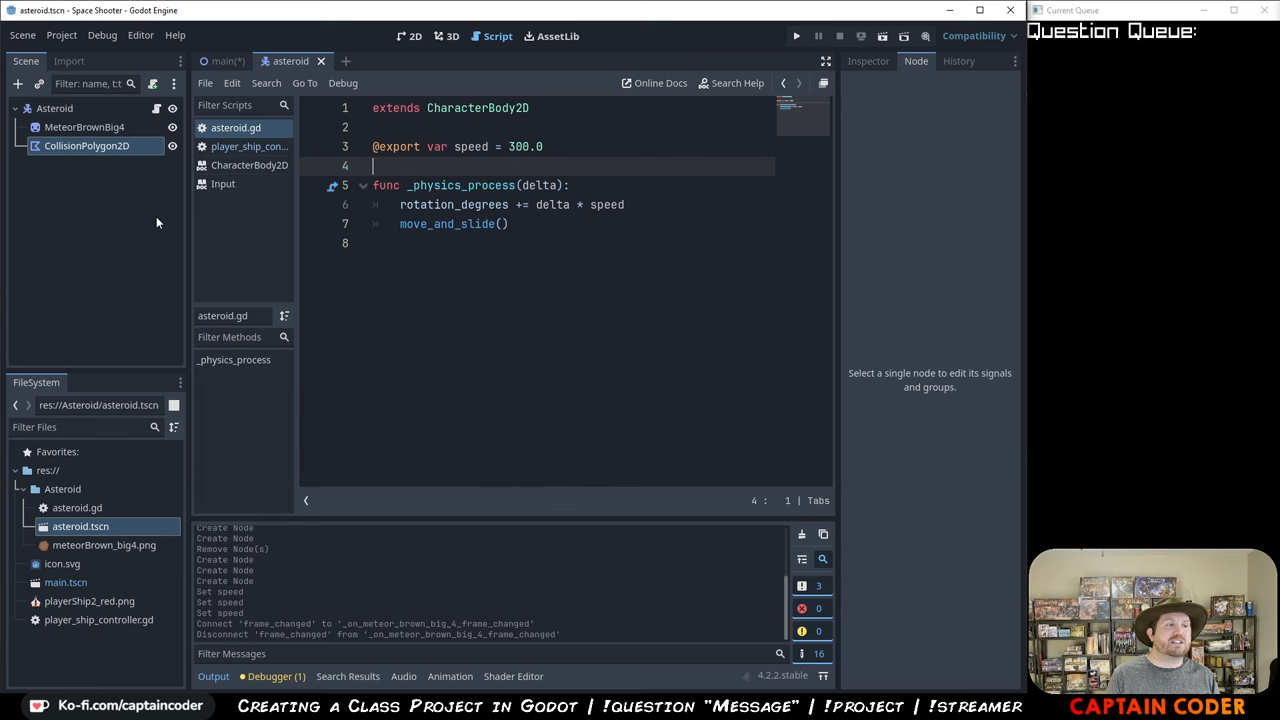 asteroid.tscn - Space Shooter - Godot Engine
Current Queue
Scene Project Debug Editor Help
2D 3D Script AssetLib
Compatibility
Question Queue:
Scene Import
main(*) asteroid
Inspector Node History
Filter: name, t:t
File Edit Search Go To Debug
Online Docs Search Help
Asteroid
MeteorBrownBig4
CollisionPolygon2D
Filter Scripts
asteroid.gd
player_ship_con...
CharacterBody2D
Input
1 extends CharacterBody2D
2
3 @export var speed = 300.0
4
5 func _physics_process(delta):
6 rotation_degrees += delta * speed
7 move_and_slide()
8
asteroid.gd
Filter Methods
_physics_process
Select a single node to edit its signals
and groups.
4 : 1 | Tabs
FileSystem
res://Asteroid/asteroid.tscn
Filter Files
Favorites:
res://
Asteroid
asteroid.gd
asteroid.tscn
meteorBrown_big4.png
icon.svg
main.tscn
playerShip2_red.png
player_ship_controller.gd
Create Node
Create Node
Remove Node(s)
Create Node
Create Node
Create Node
Set speed
Set speed
Set speed
Connect 'frame_changed' to '_on_meteor_brown_big_4_frame_changed'
Disconnect 'frame_changed' from '_on_meteor_brown_big_4_frame_changed'
3
0
0
16
Filter Messages
Output Debugger (1) Search Results Audio Animation Shader Editor
4.2.2.stable
Ko-fi.com/captaincoder
Creating a Class Project in Godot | !question "Message" | !project | !streamer
CAPTAIN CODER